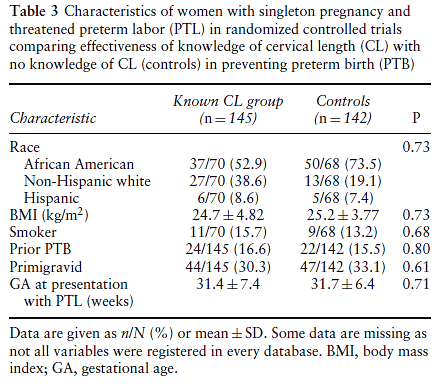 Table 3 Characteristics of women with singleton pregnancy and
threatened preterm labor (PTL) in randomized controlled trials
comparing effectiveness of knowledge of cervical length (CL) with
no knowledge of CL (controls) in preventing preterm birth (PTB)
Known CL group Controls
Characteristic (n = 145) (n = 142) P
Race 0.73
African American 37/70 (52.9) 50/68 (73.5)
Non-Hispanic white 27/70 (38.6) 13/68 (19.1)
Hispanic 6/70 (8.6) 5/68 (7.4)
BMI (kg/m²) 24.7 ± 4.82 25.2 ± 3.77 0.73
Smoker 11/70 (15.7) 9/68 (13.2) 0.68
Prior PTB 24/145 (16.6) 22/142 (15.5) 0.80
Primigravid 44/145 (30.3) 47/142 (33.1) 0.61
GA at presentation 31.4 ± 7.4 31.7 ± 6.4 0.71
with PTL (weeks)
Data are given as n/N (%) or mean ± SD. Some data are missing as
not all variables were registered in every database. BMI, body mass
index; GA, gestational age.